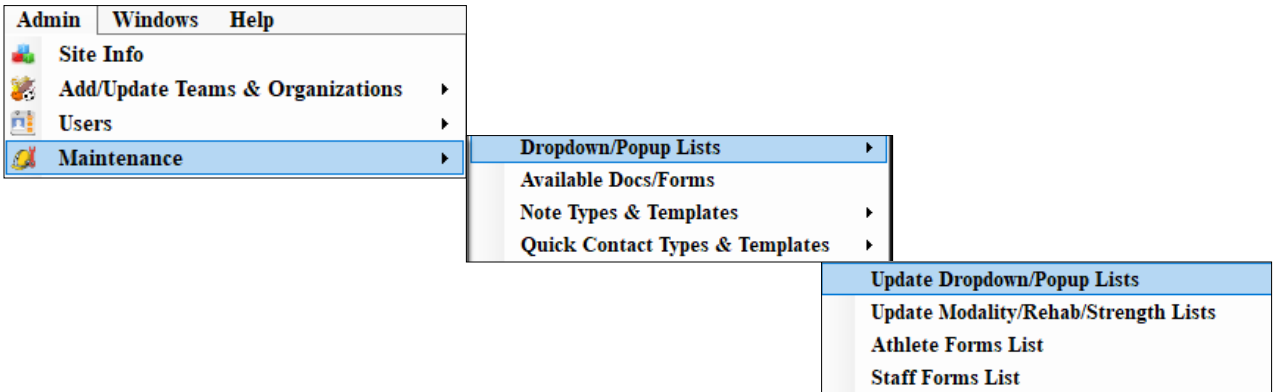 Admin Windows Help
Site Info
Add/Update Teams & Organizations
Users
Maintenance
Dropdown/Popup Lists
Available Docs/Forms
Note Types & Templates
Quick Contact Types & Templates
Update Dropdown/Popup Lists
Update Modality/Rehab/Strength Lists
Athlete Forms List
Staff Forms List